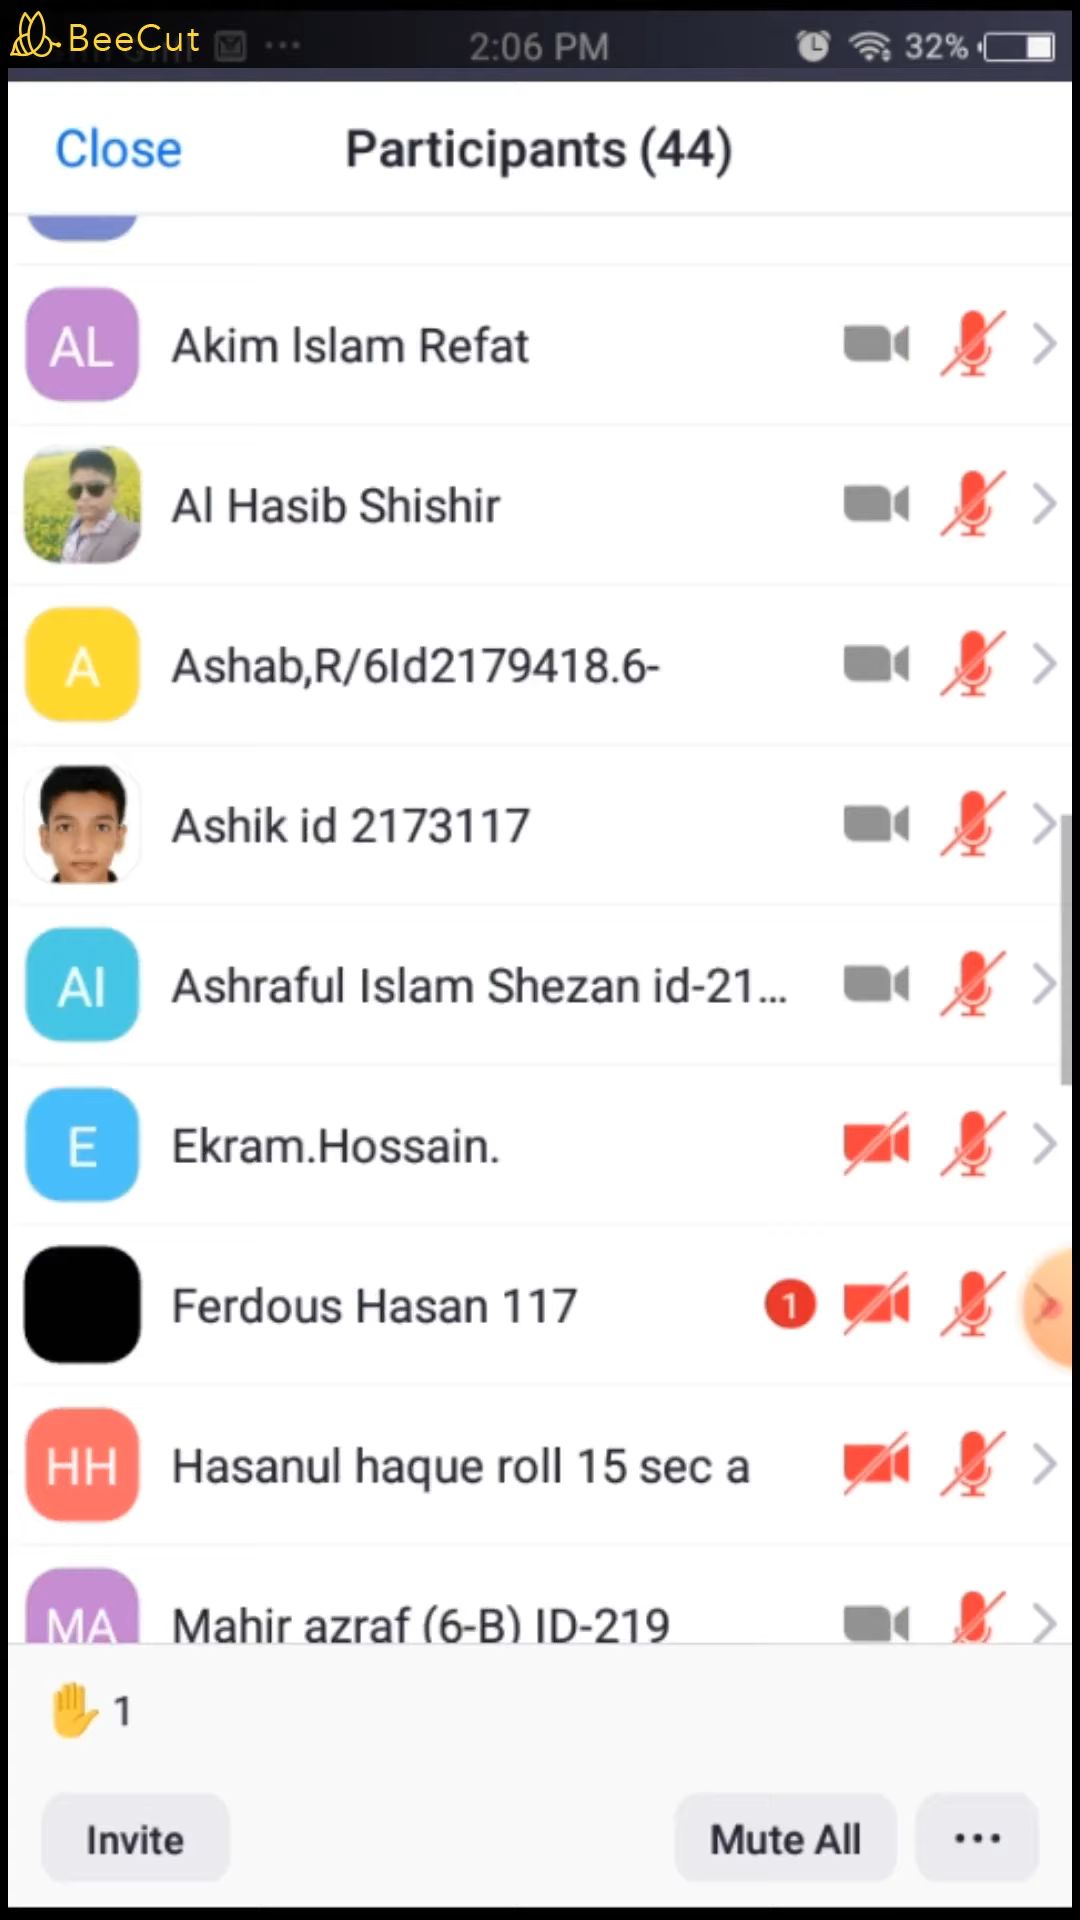 BeeCut
2:06 PM
32%
Close
Participants (44)
AL
Akim Islam Refat
Al Hasib Shishir
A
Ashab,R/6Id2179418.6-
Ashik id 2173117
AI
Ashraful Islam Shezan id-21...
E
Ekram.Hossain.
Ferdous Hasan 117
1
HH
Hasanul haque roll 15 sec a
MA
Mahir azraf (6-B) ID-219
1
Invite
Mute All